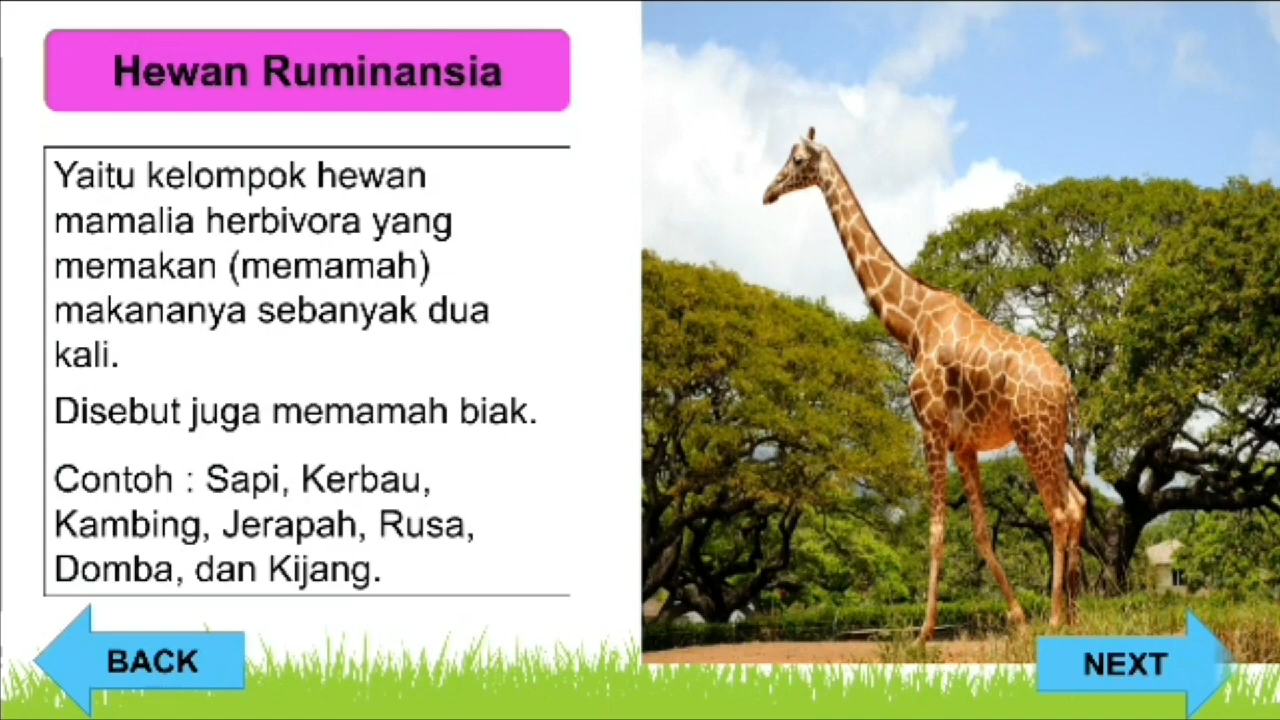 Hewan Ruminansia
Yaitu kelompok hewan
mamalia herbivora yang
memakan (memamah)
makananya sebanyak dua
kali.
Disebut juga memamah biak.
Contoh : Sapi, Kerbau,
Kambing, Jerapah, Rusa,
Domba, dan Kijang.
BACK
NEXT